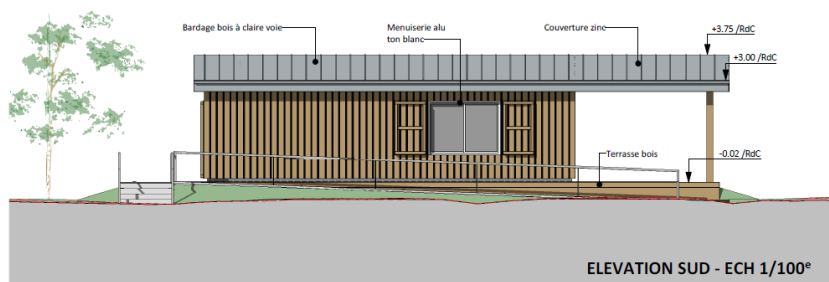 Bardage bois à claire voie
Menuiserie alu
ton blanc
Couverture zinc
+3.75 /RdC
+3.00 /RdC
Terrasse bois
-0.02 /RdC
ELEVATION SUD - ECH 1/100ᵉ